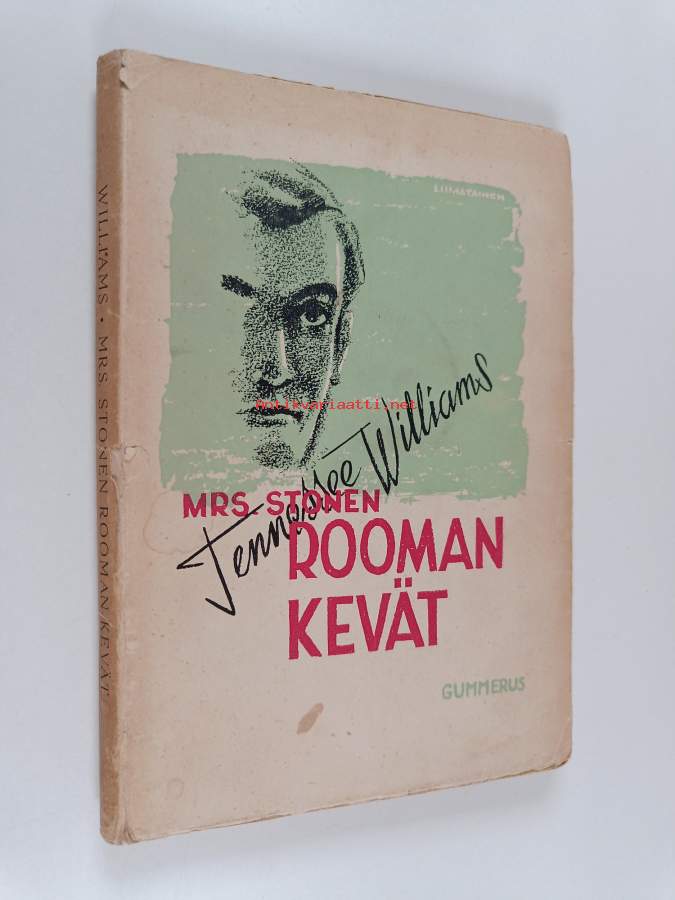 WILLIAMS • MRS STONEN ROOMAN KEVÄT
LIIMATAINEN
Antikvariaatti.net
Tennessee Williams
MRS. STONEN
ROOMAN
KEVÄT
GUMMERUS